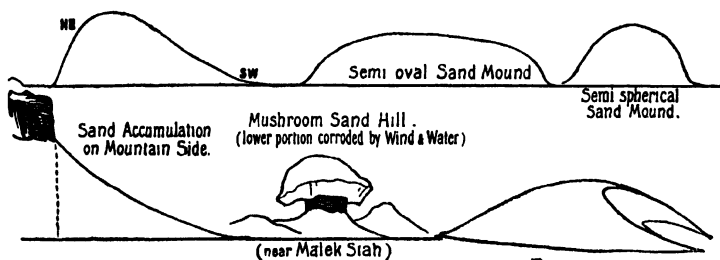 NE
SW
Semi oval Sand Mound
Semi spherical
Sand Mound.
Sand Accumulation
on Mountain Side.
Mushroom Sand Hill.
(lower portion corroded by Wind & Water)
(near Malek Siah)